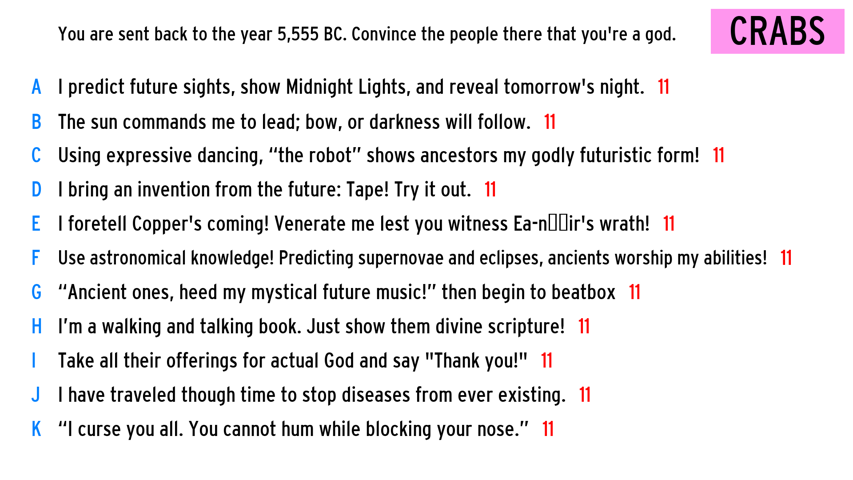 You are sent back to the year 5,555 BC. Convince the people there that you're a god.
CRABS
A I predict future sights, show Midnight Lights, and reveal tomorrow's night. 11
B The sun commands me to lead; bow, or darkness will follow. 11
C Using expressive dancing, “the robot” shows ancestors my godly futuristic form! 11
D I bring an invention from the future: Tape! Try it out. 11
E I foretell Copper's coming! Venerate me lest you witness Ea-n▯▯ir's wrath! 11
F Use astronomical knowledge! Predicting supernovae and eclipses, ancients worship my abilities! 11
G “Ancient ones, heed my mystical future music!” then begin to beatbox 11
H I’m a walking and talking book. Just show them divine scripture! 11
I Take all their offerings for actual God and say "Thank you!" 11
J I have traveled though time to stop diseases from ever existing. 11
K “I curse you all. You cannot hum while blocking your nose.” 11